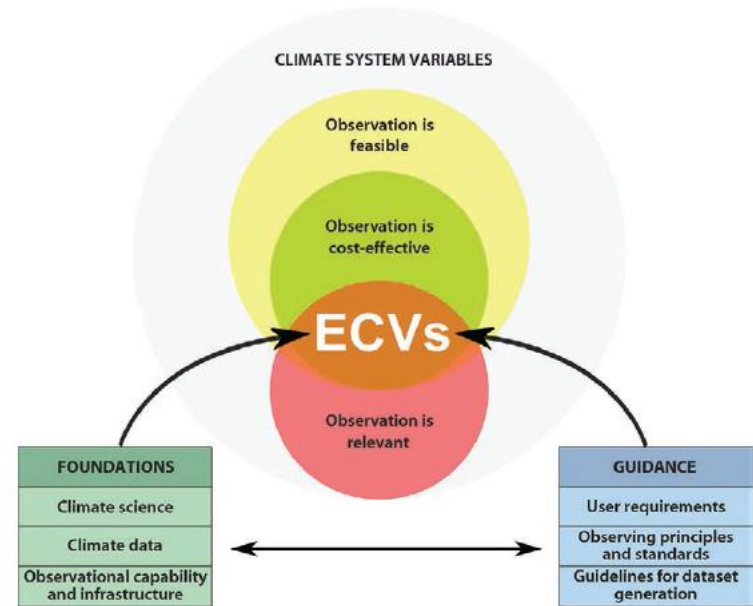 CLIMATE SYSTEM VARIABLES
Observation is
feasible
Observation is
cost-effective
ECVs
Observation is
relevant
FOUNDATIONS
Climate science
Climate data
Observational capability
and infrastructure
GUIDANCE
User requirements
Observing principles
and standards
Guidelines for dataset
generation